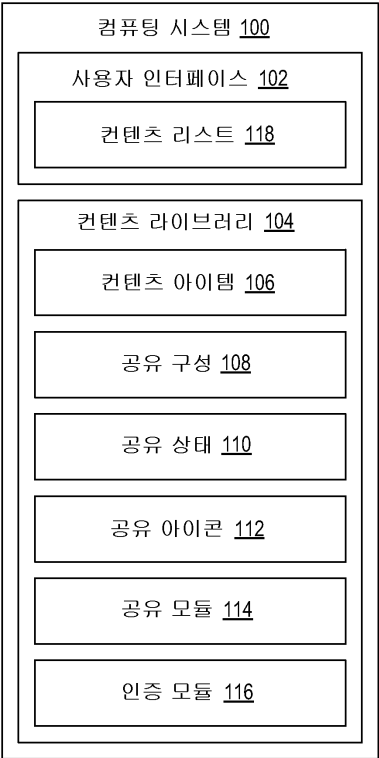 컴퓨팅 시스템 100
사용자 인터페이스 102
컨텐츠 리스트 118
컨텐츠 라이브러리 104
컨텐츠 아이템 106
공유 구성 108
공유 상태 110
공유 아이콘 112
공유 모듈 114
인증 모듈 116